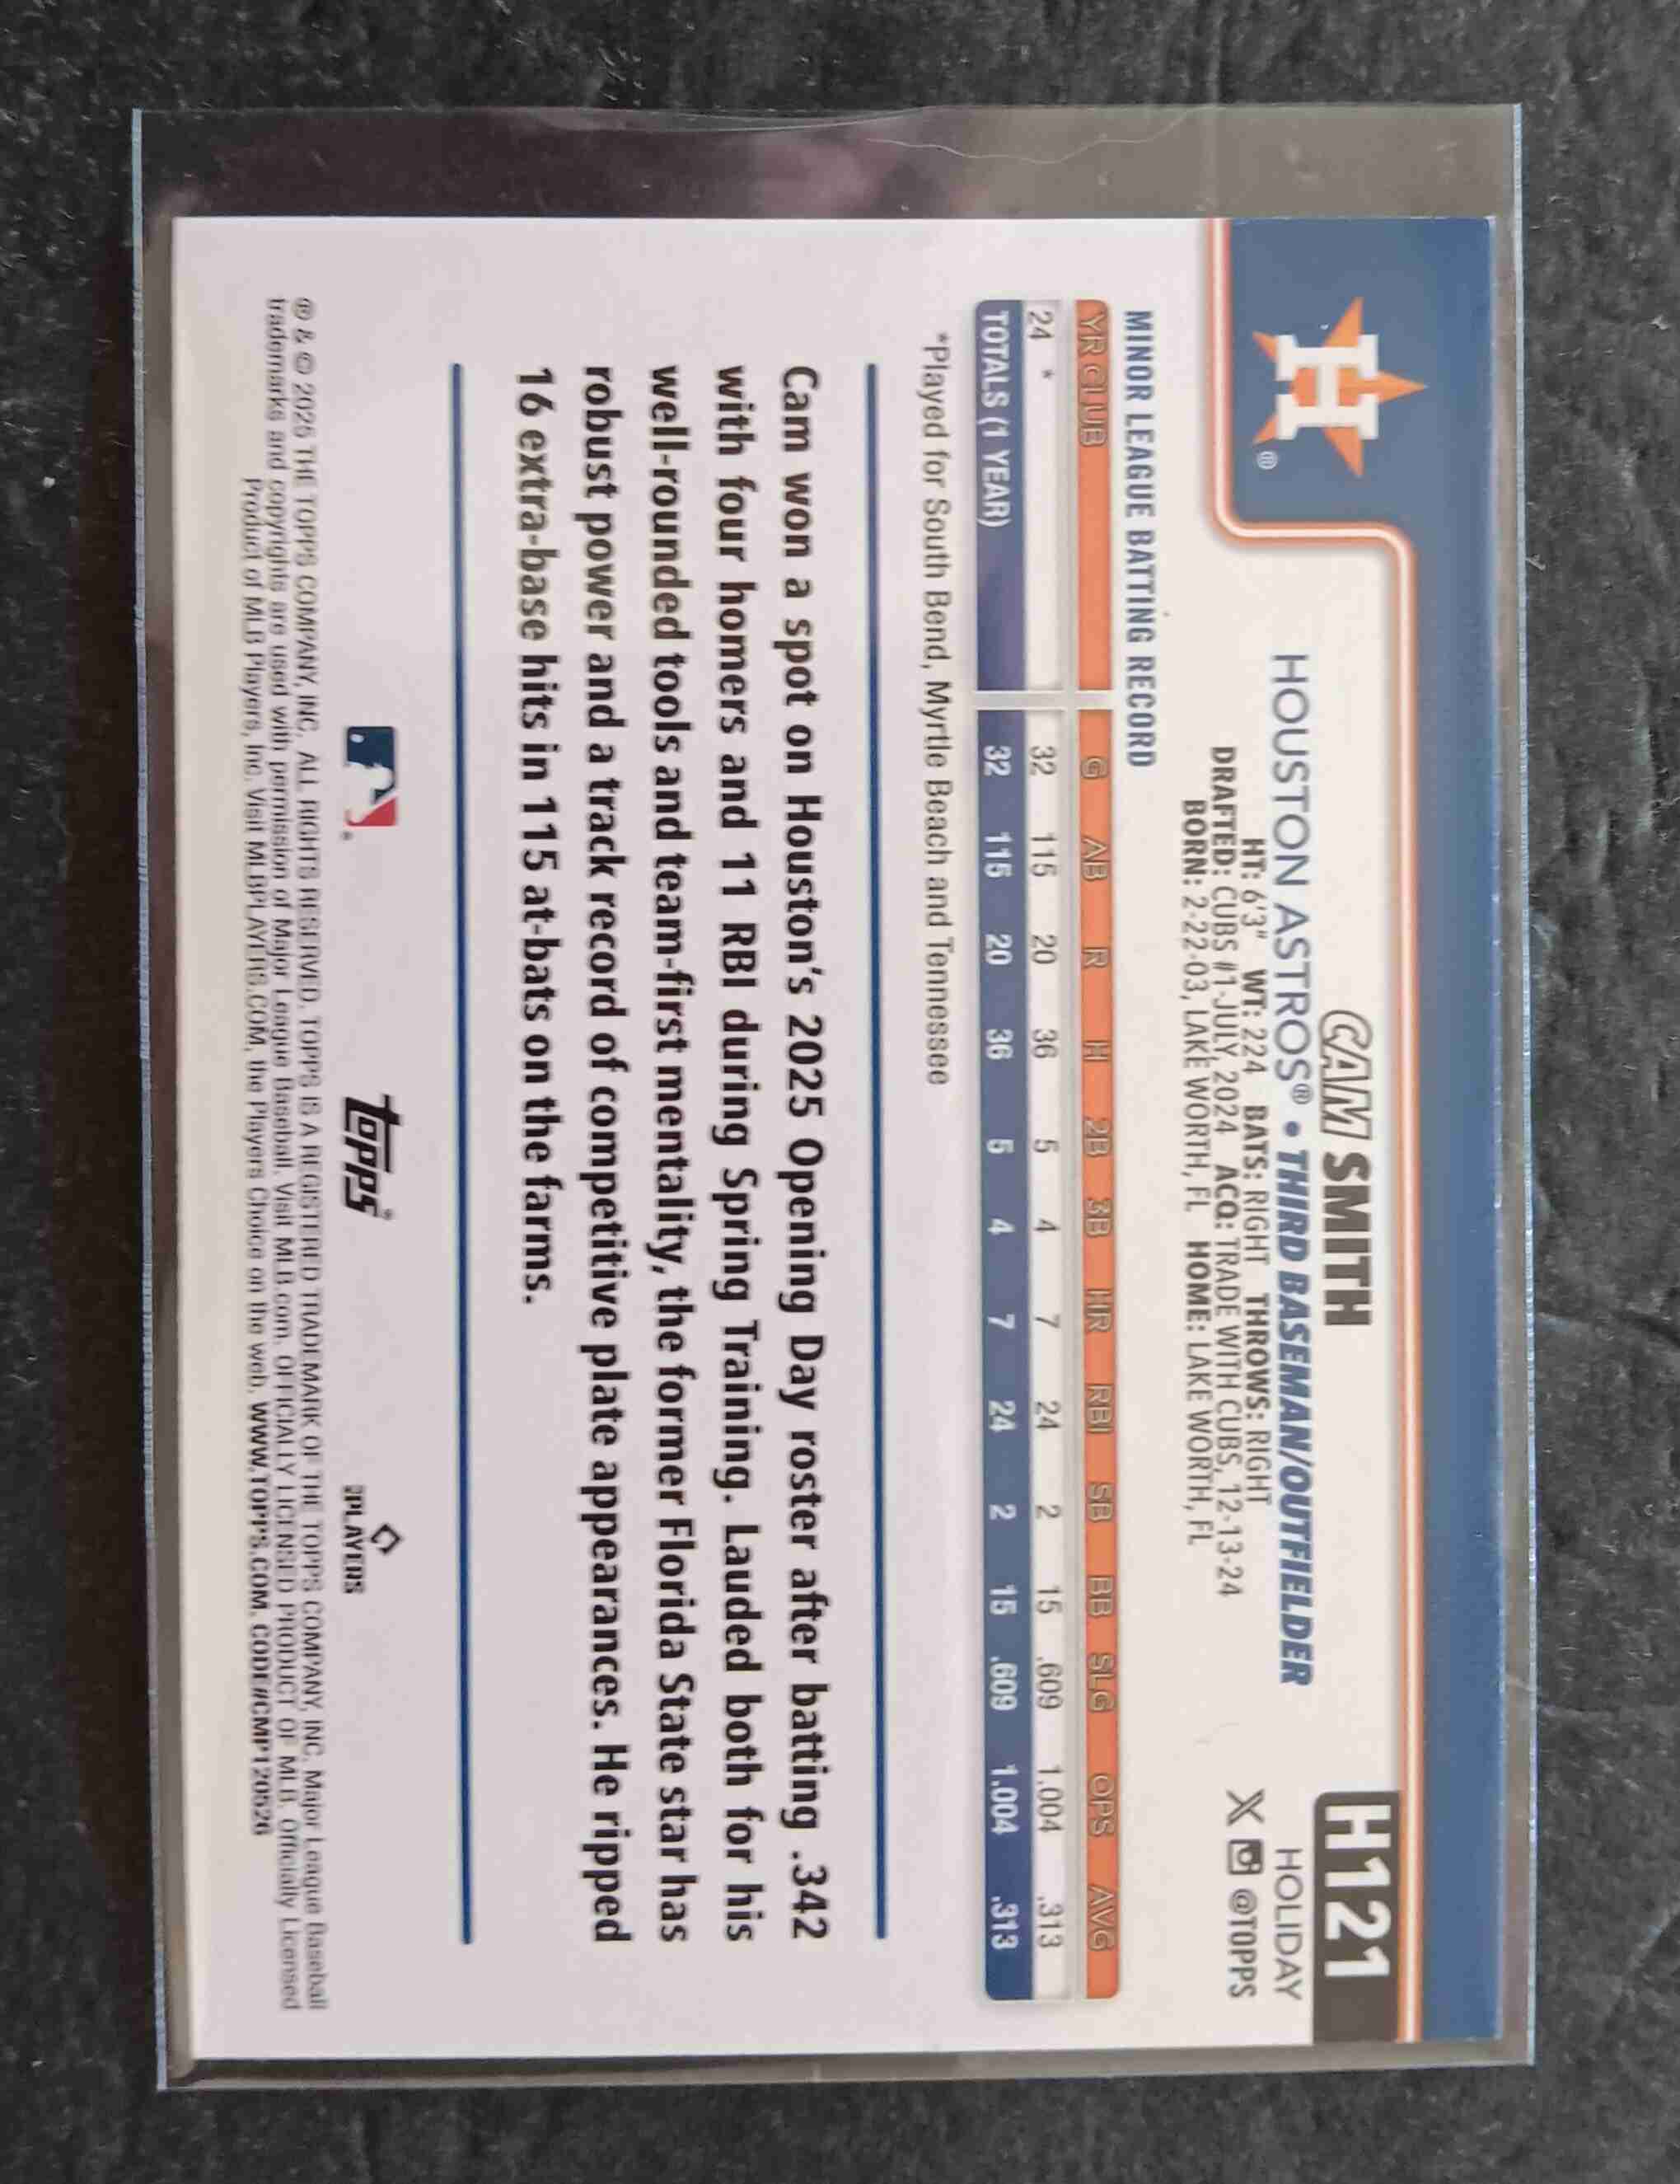 H121
CAM SMITH
HOLIDAY
HOUSTON ASTROS® • THIRD BASEMAN/OUTFIELDER
X @TOPPS
HT: 6'3" WT: 224 BATS: RIGHT THROWS: RIGHT
DRAFTED: CUBS #1-JULY, 2024 ACQ: TRADE WITH CUBS, 12-13-24
BORN: 2-22-03, LAKE WORTH, FL HOME: LAKE WORTH, FL
H
®
MINOR LEAGUE BATTING RECORD
YR CLUB G AB R H 2B 3B HR RBI SB BB SLG OPS AVG
24 * 32 115 20 36 5 4 7 24 2 15 .609 1.004 .313
TOTALS (1 YEAR) 32 115 20 36 5 4 7 24 2 15 .609 1.004 .313
*Played for South Bend, Myrtle Beach and Tennessee
Cam won a spot on Houston's 2025 Opening Day roster after batting .342
with four homers and 11 RBI during Spring Training. Lauded both for his
well-rounded tools and team-first mentality, the former Florida State star has
robust power and a track record of competitive plate appearances. He ripped
16 extra-base hits in 115 at-bats on the farms.
®
topps®
PLAYERS
® & © 2025 THE TOPPS COMPANY, INC. ALL RIGHTS RESERVED. TOPPS IS A REGISTERED TRADEMARK OF THE TOPPS COMPANY, INC. Major League Baseball
trademarks and copyrights are used with permission of Major League Baseball. Visit MLB.com. OFFICIALLY LICENSED PRODUCT OF MLB. Officially Licensed
Product of MLB Players, Inc. Visit MLBPLAYERS.COM, the Players Choice on the web. WWW.TOPPS.COM. CODE#CMP120526